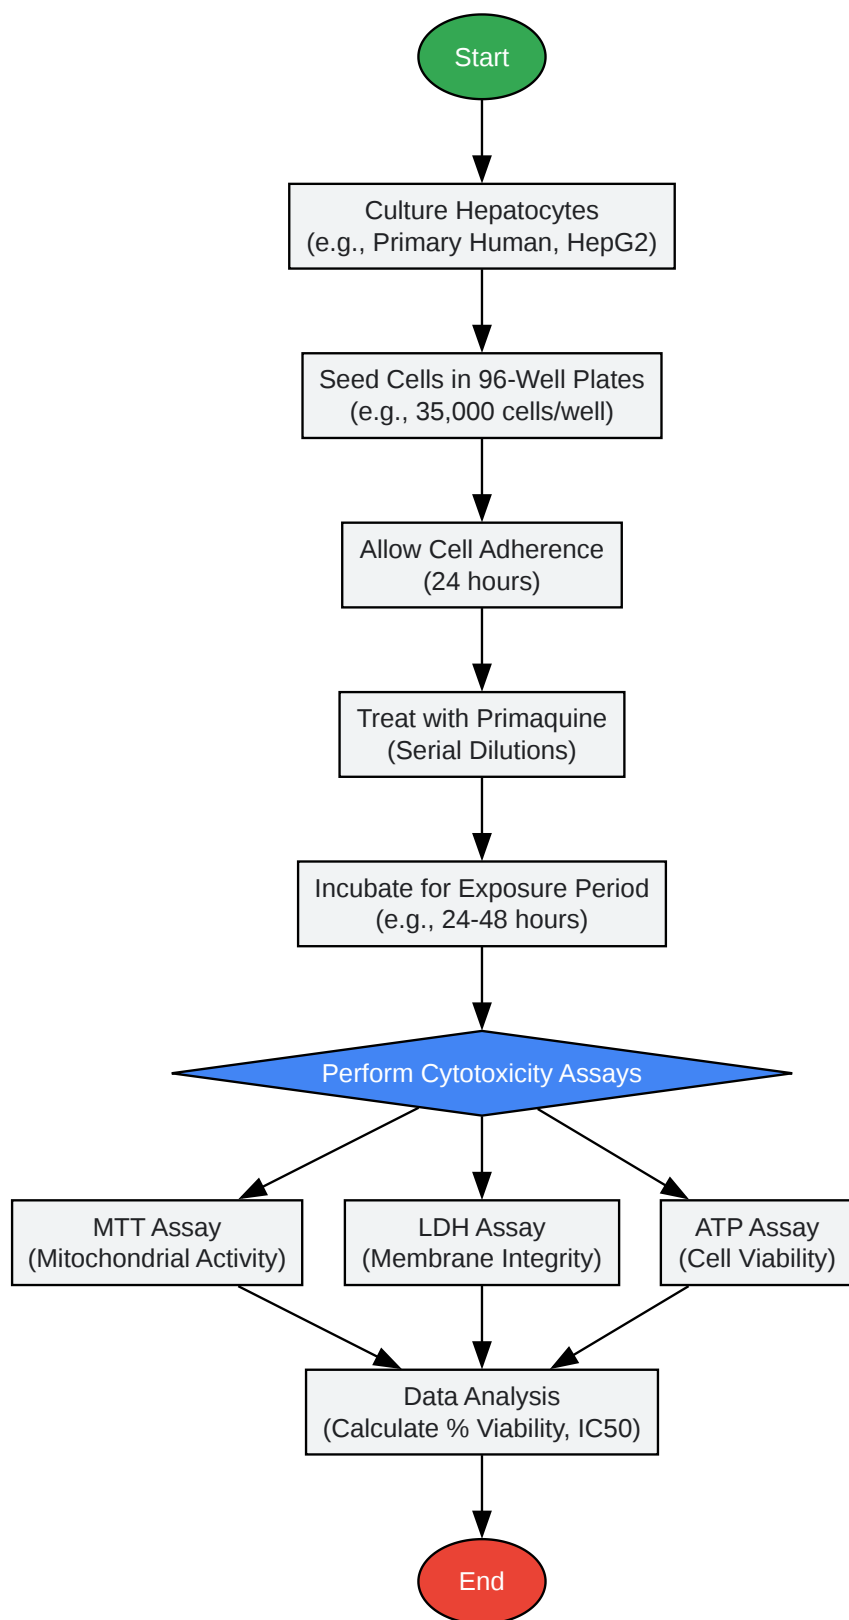 Start
Culture Hepatocytes
(e.g., Primary Human, HepG2)
Seed Cells in 96-Well Plates
(e.g., 35,000 cells/well)
Allow Cell Adherence
(24 hours)
Treat with Primaquine
(Serial Dilutions)
Incubate for Exposure Period
(e.g., 24-48 hours)
Perform Cytotoxicity Assays
MTT Assay
(Mitochondrial Activity)
LDH Assay
(Membrane Integrity)
ATP Assay
(Cell Viability)
Data Analysis
(Calculate % Viability, IC50)
End